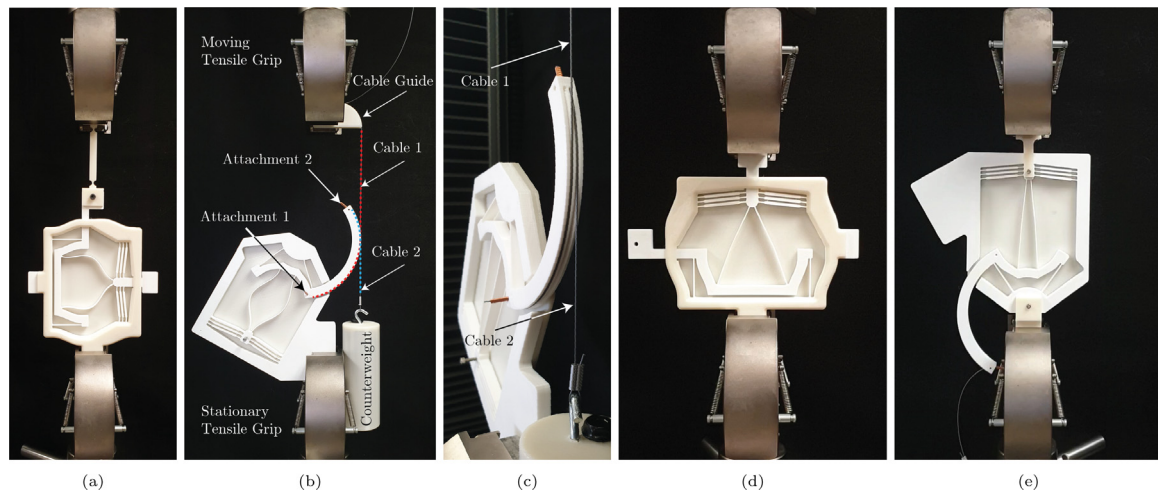 Moving
Tensile Grip
Cable Guide
Cable 1
Attachment 2
Attachment 1
Cable 2
Counterweight
Stationary
Tensile Grip
Cable 1
Cable 2
(a)
(b)
(c)
(d)
(e)